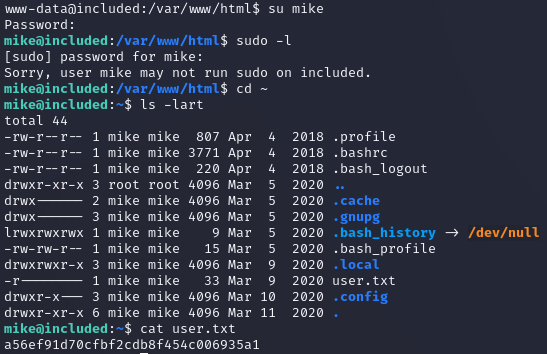 www-data@included:/var/www/html$ su mike
Password:
mike@included:/var/www/html$ sudo -l
[sudo] password for mike:
Sorry, user mike may not run sudo on included.
mike@included:/var/www/html$ cd ~
mike@included:~$ ls -lart
total 44
-rw-r--r-- 1 mike mike  807 Apr  4  2018 .profile
-rw-r--r-- 1 mike mike 3771 Apr  4  2018 .bashrc
-rw-r--r-- 1 mike mike  220 Apr  4  2018 .bash_logout
drwxr-xr-x 3 root root 4096 Mar  5  2020 ..
drwx------ 2 mike mike 4096 Mar  5  2020 .cache
drwx------ 3 mike mike 4096 Mar  5  2020 .gnupg
lrwxrwxrwx 1 mike mike    9 Mar  5  2020 .bash_history -> /dev/null
-rw-rw-r-- 1 mike mike   15 Mar  5  2020 .bash_profile
drwxrwxr-x 3 mike mike 4096 Mar  9  2020 .local
-r-------- 1 mike mike   33 Mar  9  2020 user.txt
drwxr-x--- 3 mike mike 4096 Mar 10  2020 .config
drwxr-xr-x 6 mike mike 4096 Mar 11  2020 .
mike@included:~$ cat user.txt
a56ef91d70cfbf2cdb8f454c006935a1